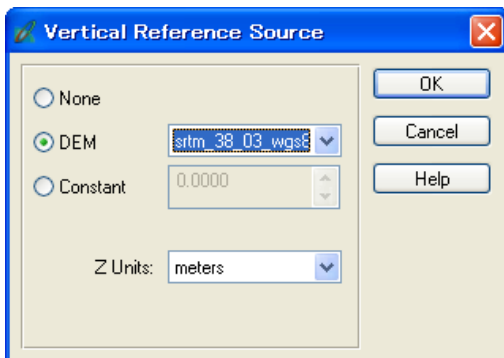 Vertical Reference Source
None
DEM
srtm_38_03_wgs8
Constant
0.0000
Z Units:
meters
OK
Cancel
Help